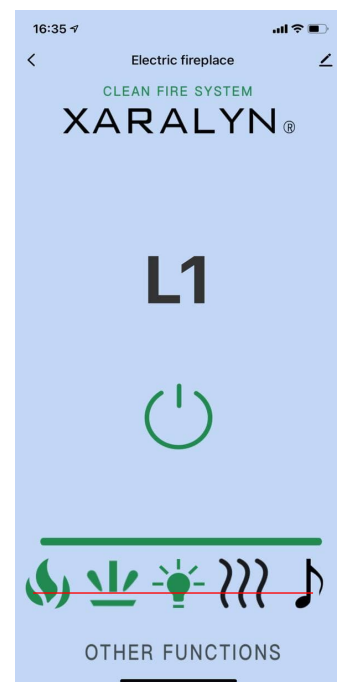 16:35
Electric fireplace
CLEAN FIRE SYSTEM
XARALYN ®
L1
OTHER FUNCTIONS